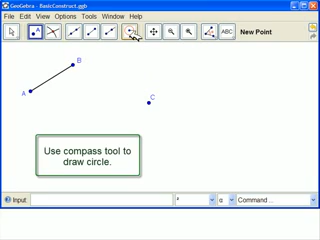 GeoGebra - BasicConstruct.ggb
File Edit View Options Tools Window Help
A
ABC
New Point
B
A
C
Use compass tool to
draw circle.
Input
²
α
Command ...